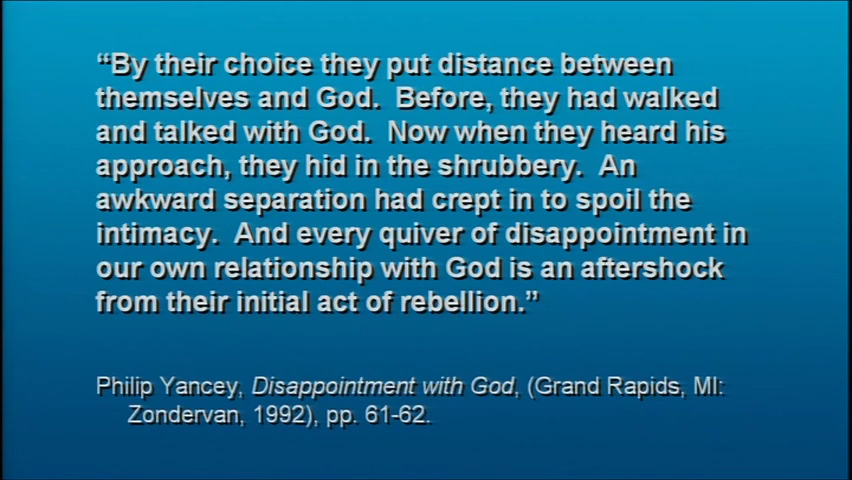 “By their choice they put distance between
themselves and God.  Before, they had walked
and talked with God.  Now when they heard his
approach, they hid in the shrubbery.  An
awkward separation had crept in to spoil the
intimacy.  And every quiver of disappointment in
our own relationship with God is an aftershock
from their initial act of rebellion.”
Philip Yancey, Disappointment with God, (Grand Rapids, MI:
Zondervan, 1992), pp. 61-62.